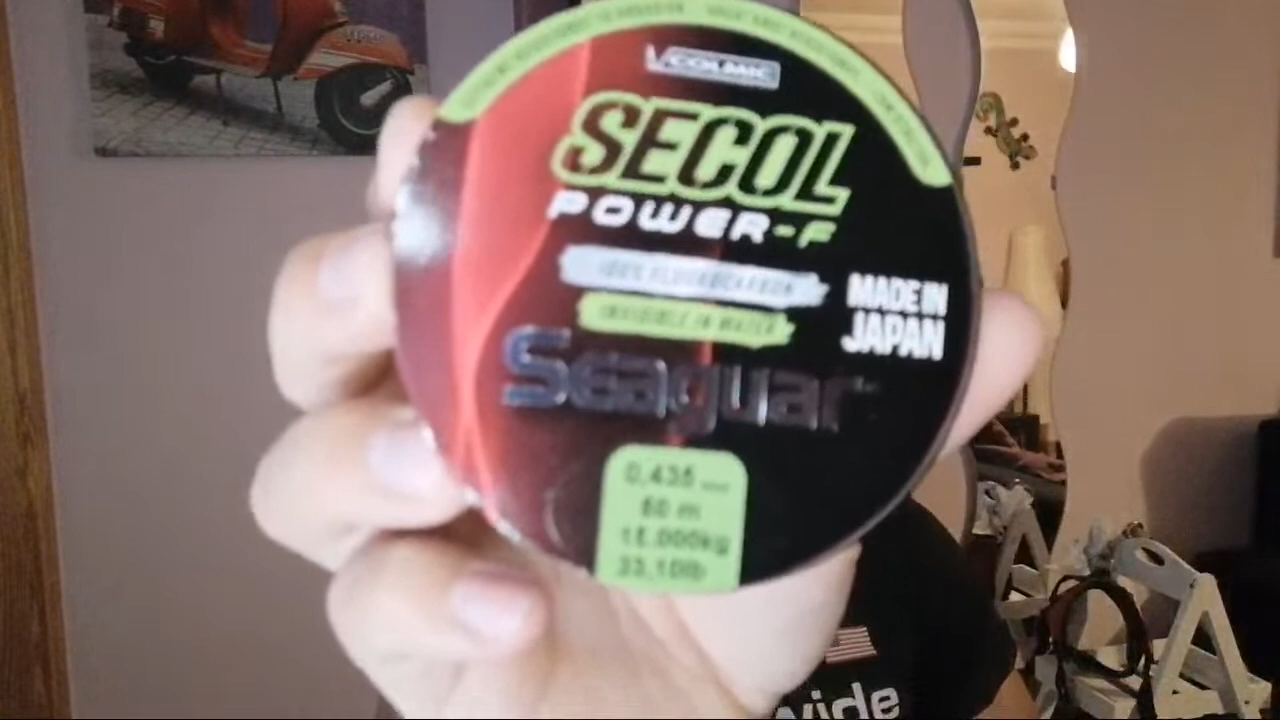 COLMIC
SECOL
POWER-F
100% FLUOROCARBON
INVISIBLE IN WATER
MADE IN
JAPAN
Seaguar
0,435 mm
50 m
15.000kg
33,10lb
wide